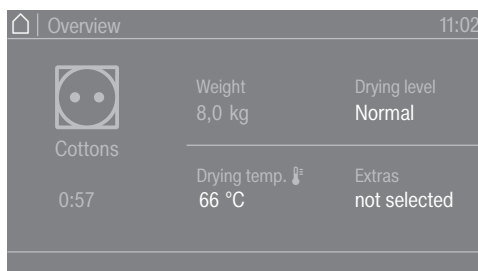 Overview 11:02
Cottons
0:57
Weight
8,0 kg
Drying level
Normal
Drying temp.
66 °C
Extras
not selected